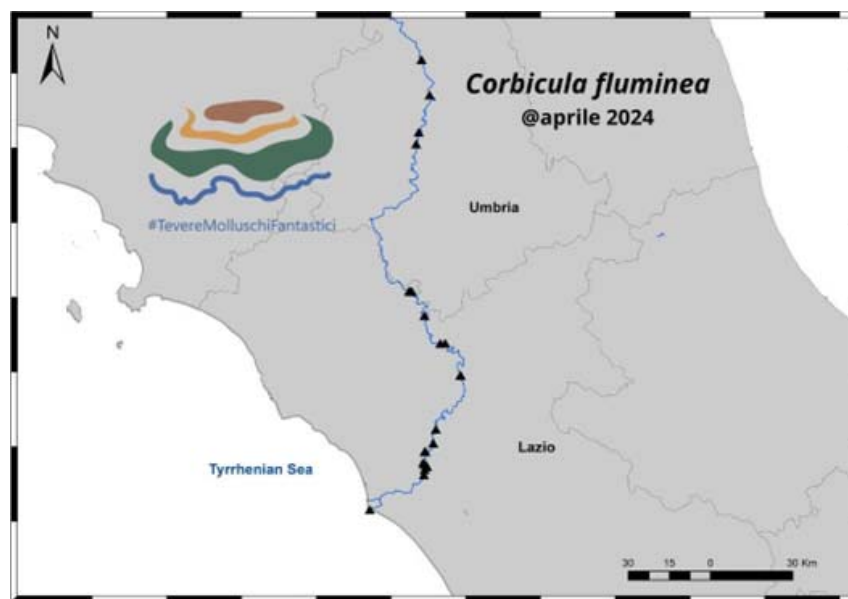 N
Corbicula fluminea
@aprile 2024
Umbria
#TevereMolluschiFantastici
Lazio
Tyrrhenian Sea
30 15 0 30 Km